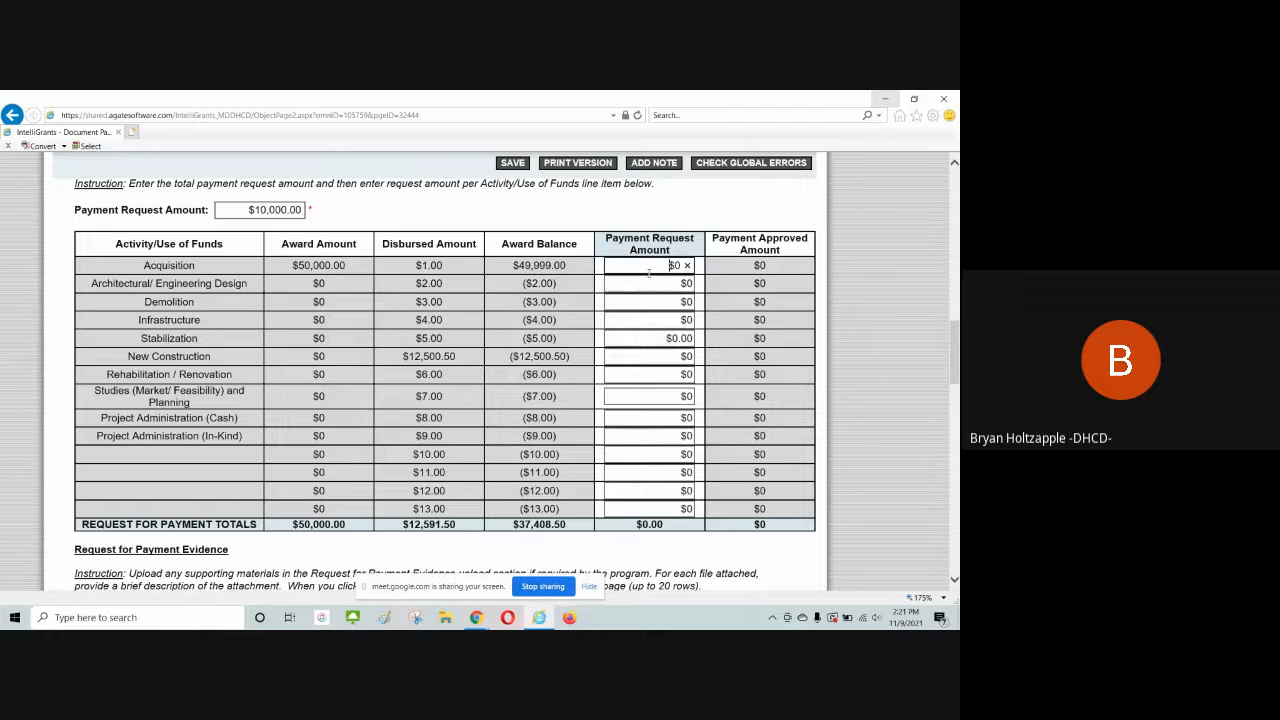 https://shared.agatesoftware.com/IntelliGrants_MDDHCD/ObjectPage2.aspx?omnID=105759&pgeID=32444
Search...
IntelliGrants - Document Pa...
Convert Select
SAVE PRINT VERSION ADD NOTE CHECK GLOBAL ERRORS
Instruction: Enter the total payment request amount and then enter request amount per Activity/Use of Funds line item below.
Payment Request Amount: $10,000.00 *
Activity/Use of Funds Award Amount Disbursed Amount Award Balance Payment Request Amount Payment Approved Amount
Acquisition $50,000.00 $1.00 $49,999.00 $0 × $0
Architectural/ Engineering Design $0 $2.00 ($2.00) $0 $0
Demolition $0 $3.00 ($3.00) $0 $0
Infrastructure $0 $4.00 ($4.00) $0 $0
Stabilization $0 $5.00 ($5.00) $0.00 $0
New Construction $0 $12,500.50 ($12,500.50) $0 $0
Rehabilitation / Renovation $0 $6.00 ($6.00) $0 $0
Studies (Market/ Feasibility) and Planning $0 $7.00 ($7.00) $0 $0
Project Administration (Cash) $0 $8.00 ($8.00) $0 $0
Project Administration (In-Kind) $0 $9.00 ($9.00) $0 $0
$0 $10.00 ($10.00) $0 $0
$0 $11.00 ($11.00) $0 $0
$0 $12.00 ($12.00) $0 $0
$0 $13.00 ($13.00) $0 $0
REQUEST FOR PAYMENT TOTALS $50,000.00 $12,591.50 $37,408.50 $0.00 $0
Request for Payment Evidence
Instruction: Upload any supporting materials in the Request for Payment Evidence upload section if required by the program. For each file attached,
provide a brief description of the attachment. When you clic page (up to 20 rows).
meet.google.com is sharing your screen. Stop sharing Hide
175%
Type here to search
2:21 PM
11/9/2021
7
B
Bryan Holtzapple -DHCD-